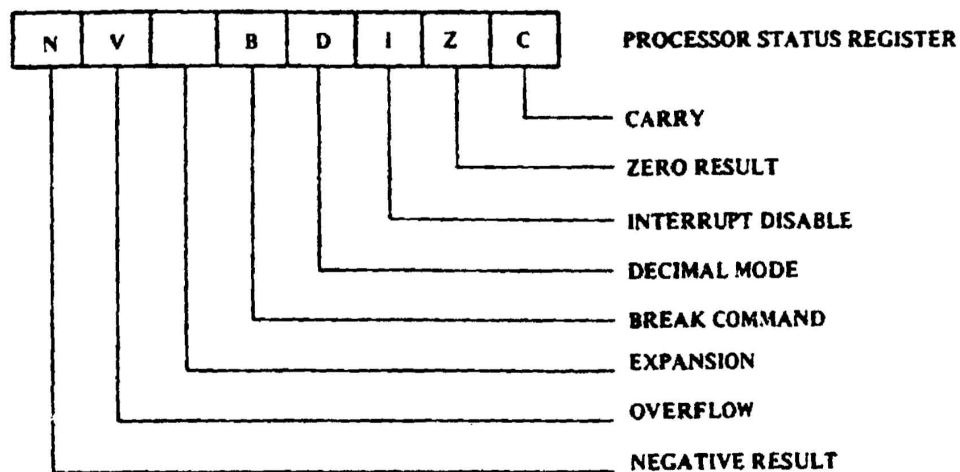 N V B D I Z C PROCESSOR STATUS REGISTER
CARRY
ZERO RESULT
INTERRUPT DISABLE
DECIMAL MODE
BREAK COMMAND
EXPANSION
OVERFLOW
NEGATIVE RESULT